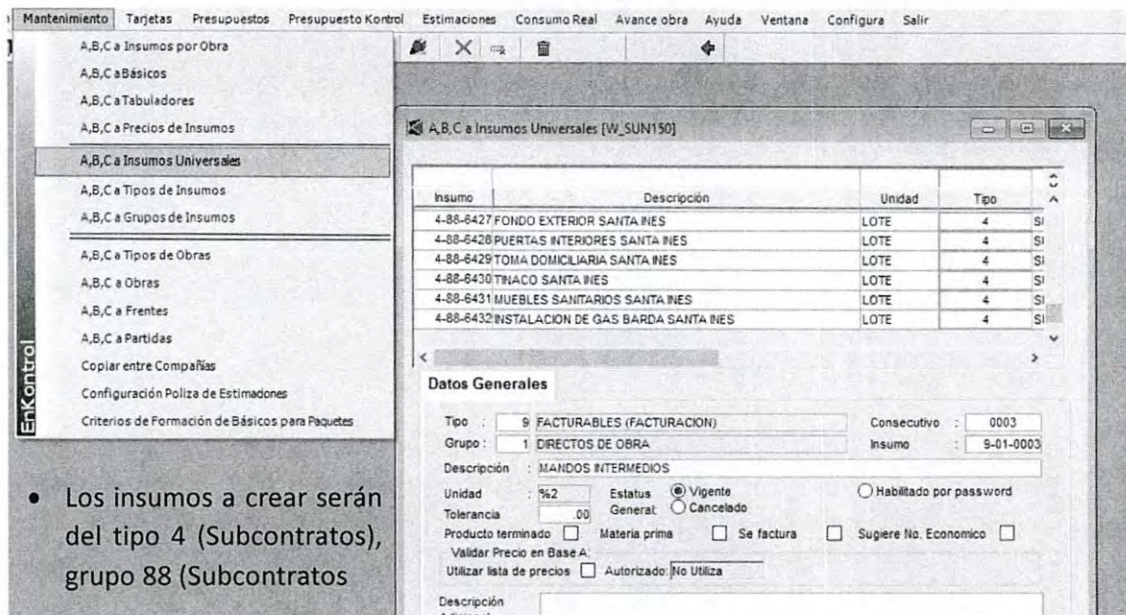 Mantenimiento Tarjetas Presupuestos Presupuesto Kontrol Estimaciones Consumo Real Avance obra Ayuda Ventana Configura Salir
A,B,C a Insumos por Obra
A,B,C a Básicos
A,B,C a Tabuladores
A,B,C a Precios de Insumos
A,B,C a Insumos Universales
A,B,C a Tipos de Insumos
A,B,C a Grupos de Insumos
A,B,C a Tipos de Obras
A,B,C a Obras
A,B,C a Frentes
A,B,C a Partidas
Copiar entre Compañías
Configuración Poliza de Estimaciones
Criterios de Formación de Básicos para Paquetes
EnKontrol
A,B,C a Insumos Universales [W_SUN150]
Insumo Descripción Unidad Tipo
4-88-6427 FONDO EXTERIOR SANTA INES LOTE 4
4-88-6428 PUERTAS INTERIORES SANTA INES LOTE 4
4-88-6429 TOMA DOMICILIARIA SANTA INES LOTE 4
4-88-6430 TINACO SANTA INES LOTE 4
4-88-6431 MUEBLES SANITARIOS SANTA INES LOTE 4
4-88-6432 INSTALACION DE GAS BARDA SANTA INES LOTE 4
Datos Generales
Tipo : 9 FACTURABLES (FACTURACION) Consecutivo : 0003
Grupo : 1 DIRECTOS DE OBRA Insumo : 9-01-0003
Descripción : MANDOS INTERMEDIOS
Unidad : %2 Estatus Vigente Habilitado por password
Tolerancia .00 General: Cancelado
Producto terminado Materia prima Se factura Sugiere No. Economico
Validar Precio en Base A:
Utilizar lista de precios Autorizado: No Utiliza
Descripción
• Los insumos a crear serán
del tipo 4 (Subcontratos),
grupo 88 (Subcontratos